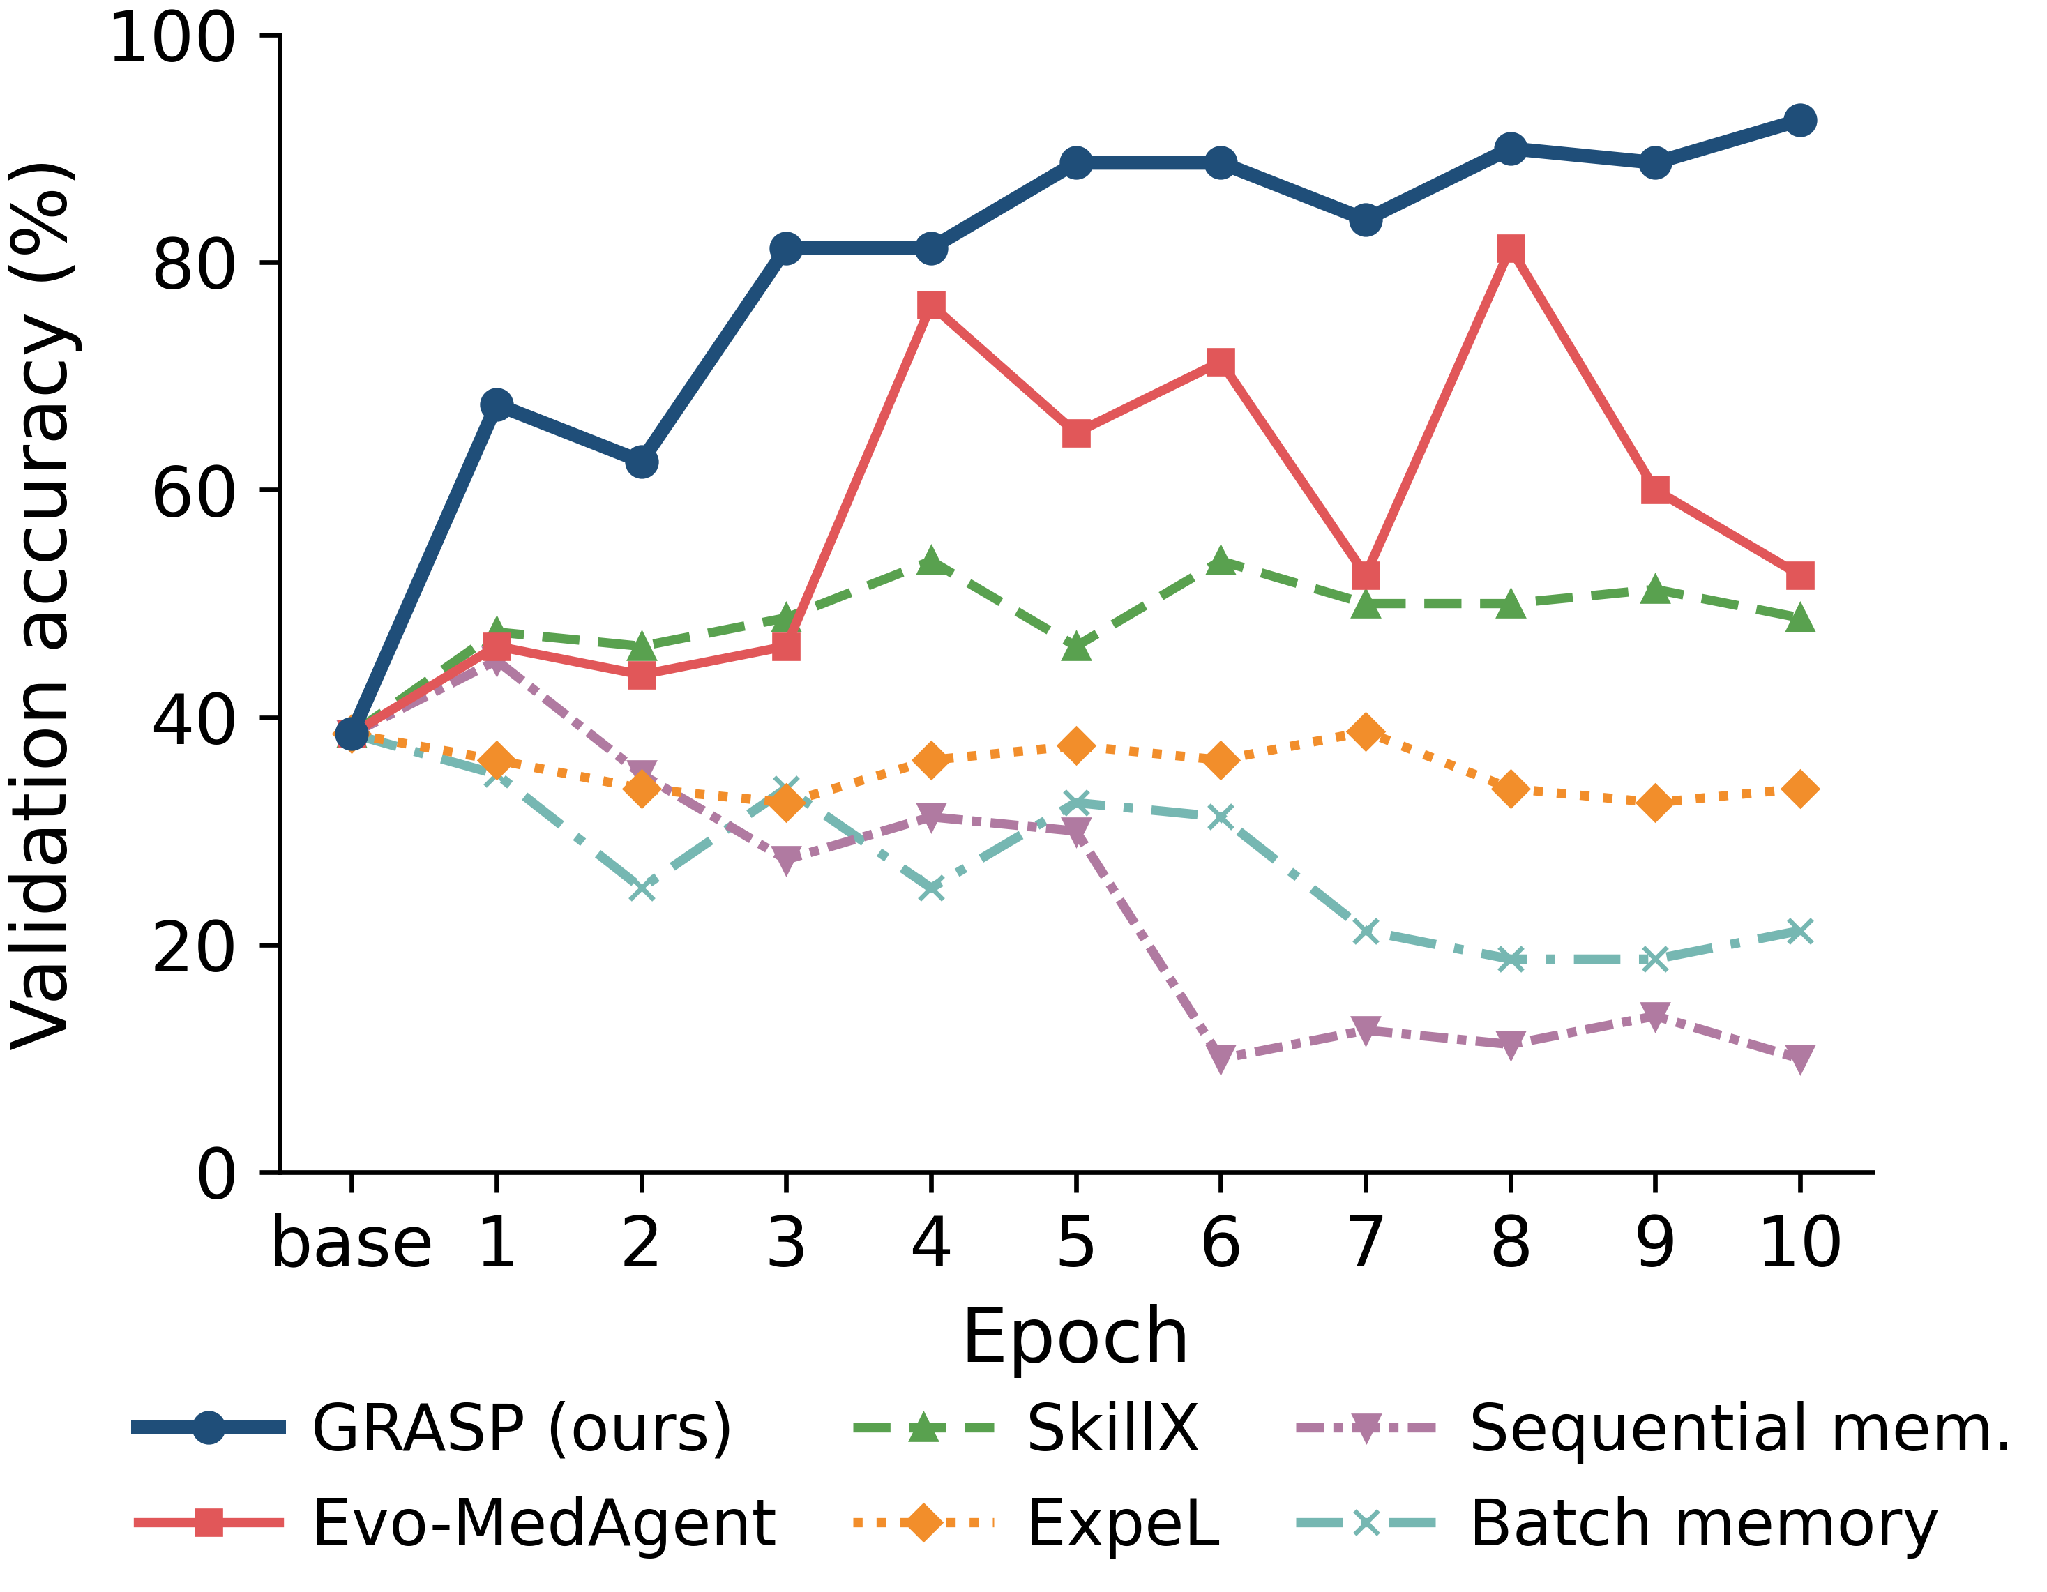 Validation accuracy (%)
100
80
60
40
20
0
base 1 2 3 4 5 6 7 8 9 10
Epoch
GRASP (ours) SkillX Sequential mem.
Evo-MedAgent ExpeL Batch memory